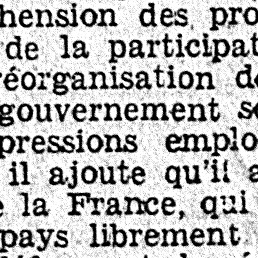 hension des pro
de la participat
éorganisation d
gouvernement s
pressions emplo
il ajoute qu'il a
la France, qui
pays librement